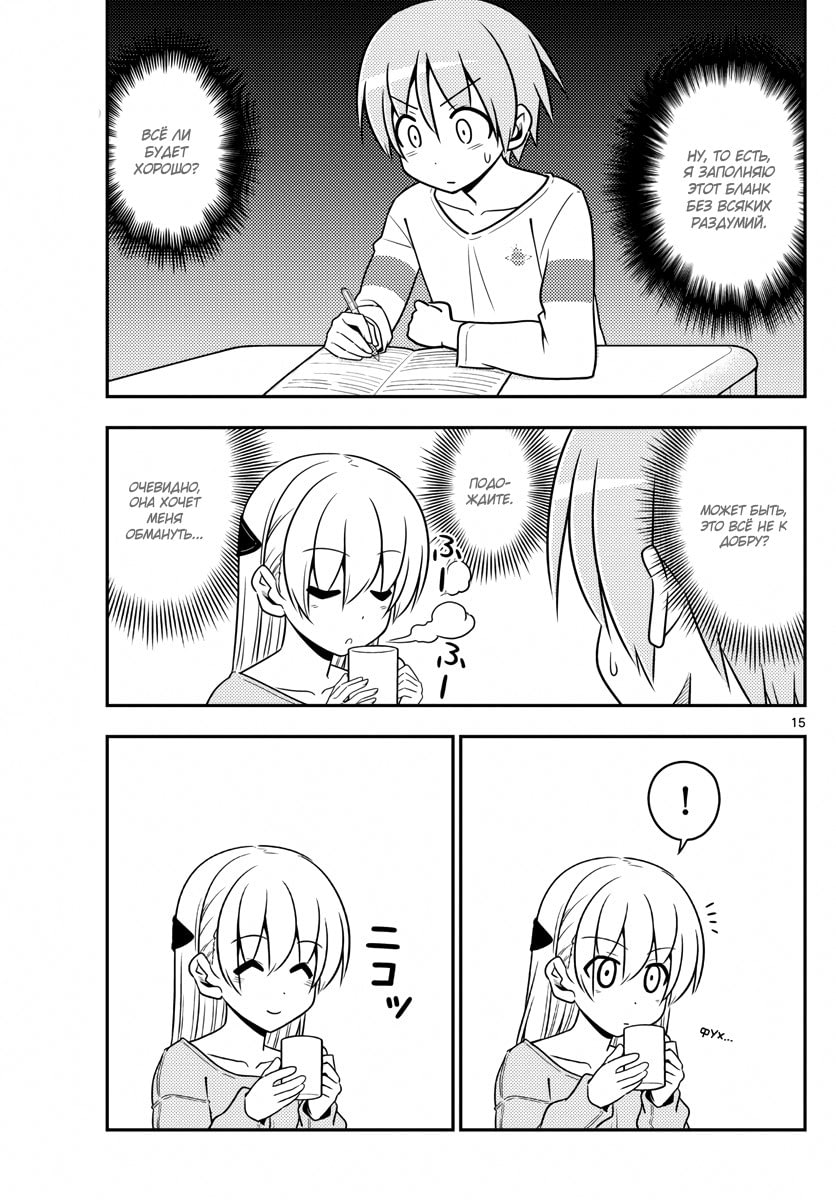 НУ, ТО ЕСТЬ,
Я ЗАПОЛНЯЮ
ЭТОТ БЛАНК
БЕЗ ВСЯКИХ
РАЗДУМИЙ.
ВСЁ ЛИ
БУДЕТ
ХОРОШО?
МОЖЕТ БЫТЬ,
ЭТО ВСЁ НЕ К
ДОБРУ?
ПОДО-
ЖДИТЕ.
ОЧЕВИДНО,
ОНА ХОЧЕТ
МЕНЯ
ОБМАНУТЬ...
ふー
ふー
15
!
ФУХ...
ニコッ